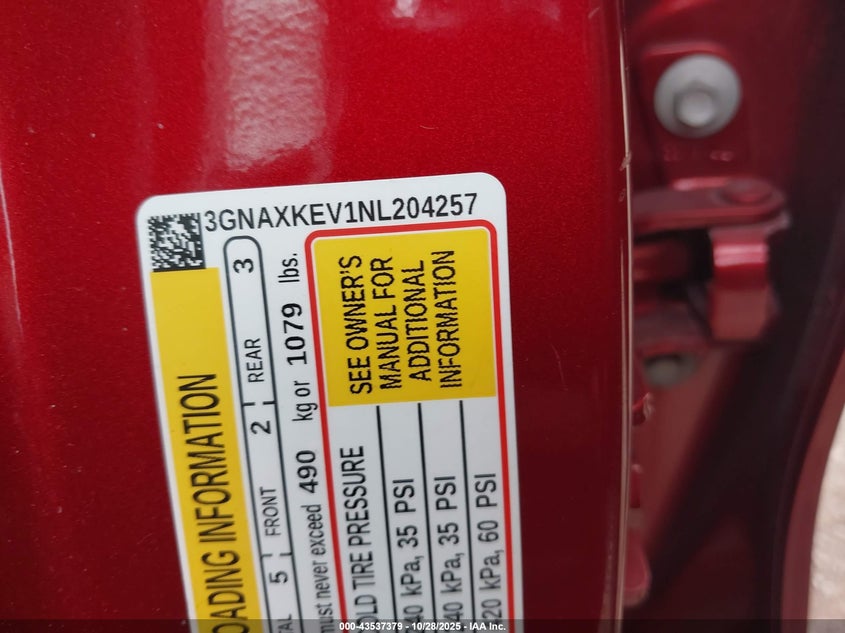 3GNAXKEV1NL204257
LOADING INFORMATION
5 FRONT 2 REAR 3
must never exceed 490 kg or 1079 lbs.
TIRE PRESSURE
SEE OWNER'S
MANUAL FOR
ADDITIONAL
INFORMATION
kPa, 35 PSI
kPa, 35 PSI
kPa, 60 PSI
000-43537379 - 10/28/2025 - IAA Inc.